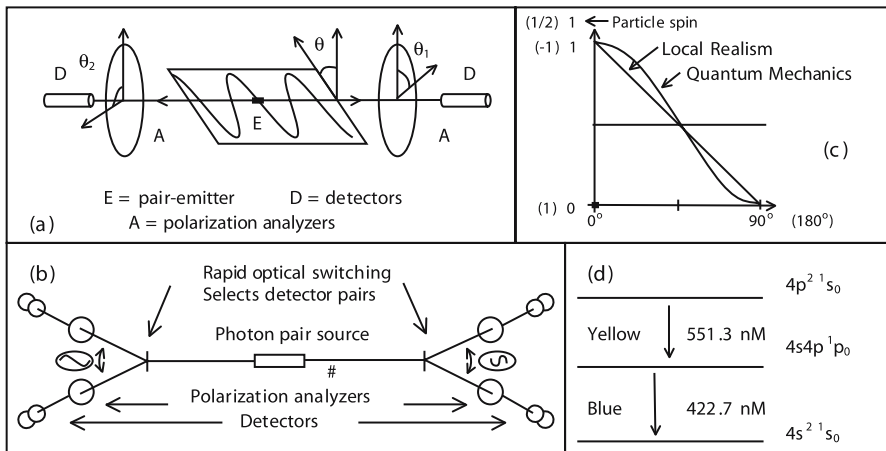 θ₂
θ
θ₁
D
D
A
E
A
E = pair-emitter D = detectors
A = polarization analyzers
(a)
(1/2) 1 Particle spin
(-1) 1
Local Realism
Quantum Mechanics
(c)
(1) 0
0° 90° (180°)
(b)
Rapid optical switching
Selects detector pairs
Photon pair source
#
Polarization analyzers
Detectors
(d)
4p² ¹s₀
Yellow 551.3 nM
4s4p ¹p₀
Blue 422.7 nM
4s² ¹s₀